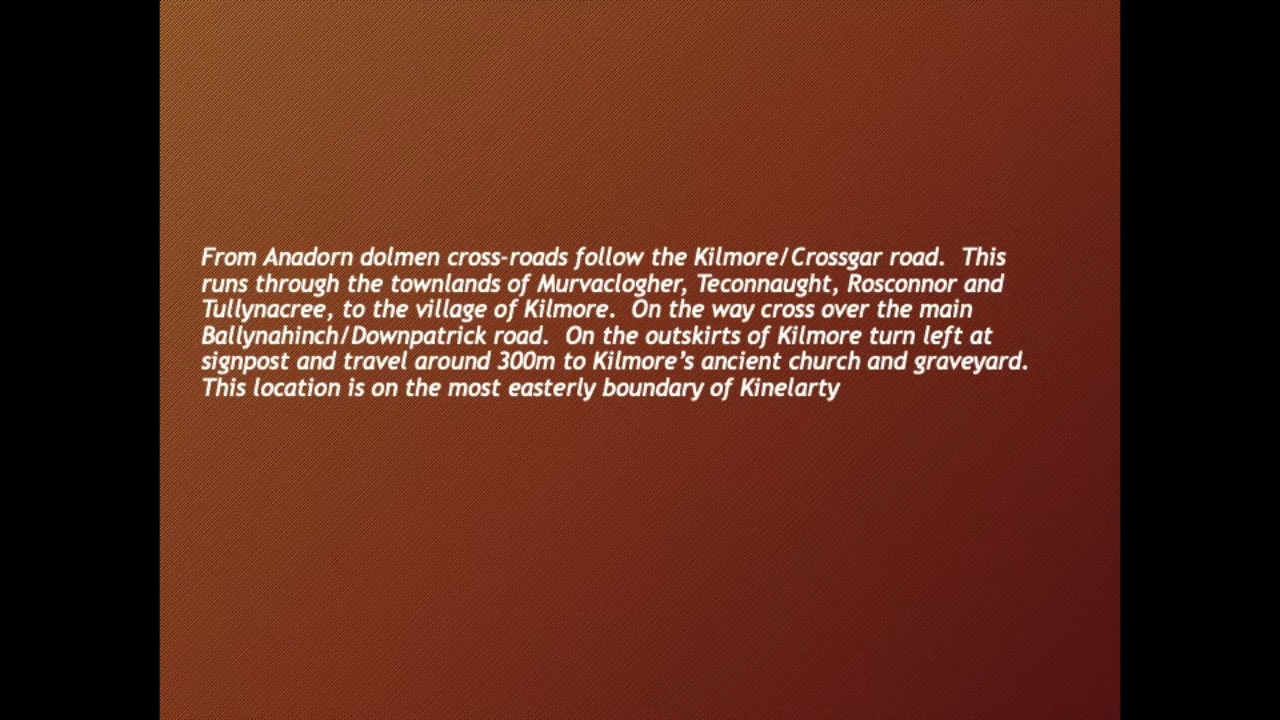 From Anadorn dolmen cross-roads follow the Kilmore/Crossgar road.  This
runs through the townlands of Murvaclogher, Teconnaught, Rosconnor and
Tullynacree, to the village of Kilmore.  On the way cross over the main
Ballynahinch/Downpatrick road.  On the outskirts of Kilmore turn left at
signpost and travel around 300m to Kilmore’s ancient church and graveyard.
This location is on the most easterly boundary of Kinelarty